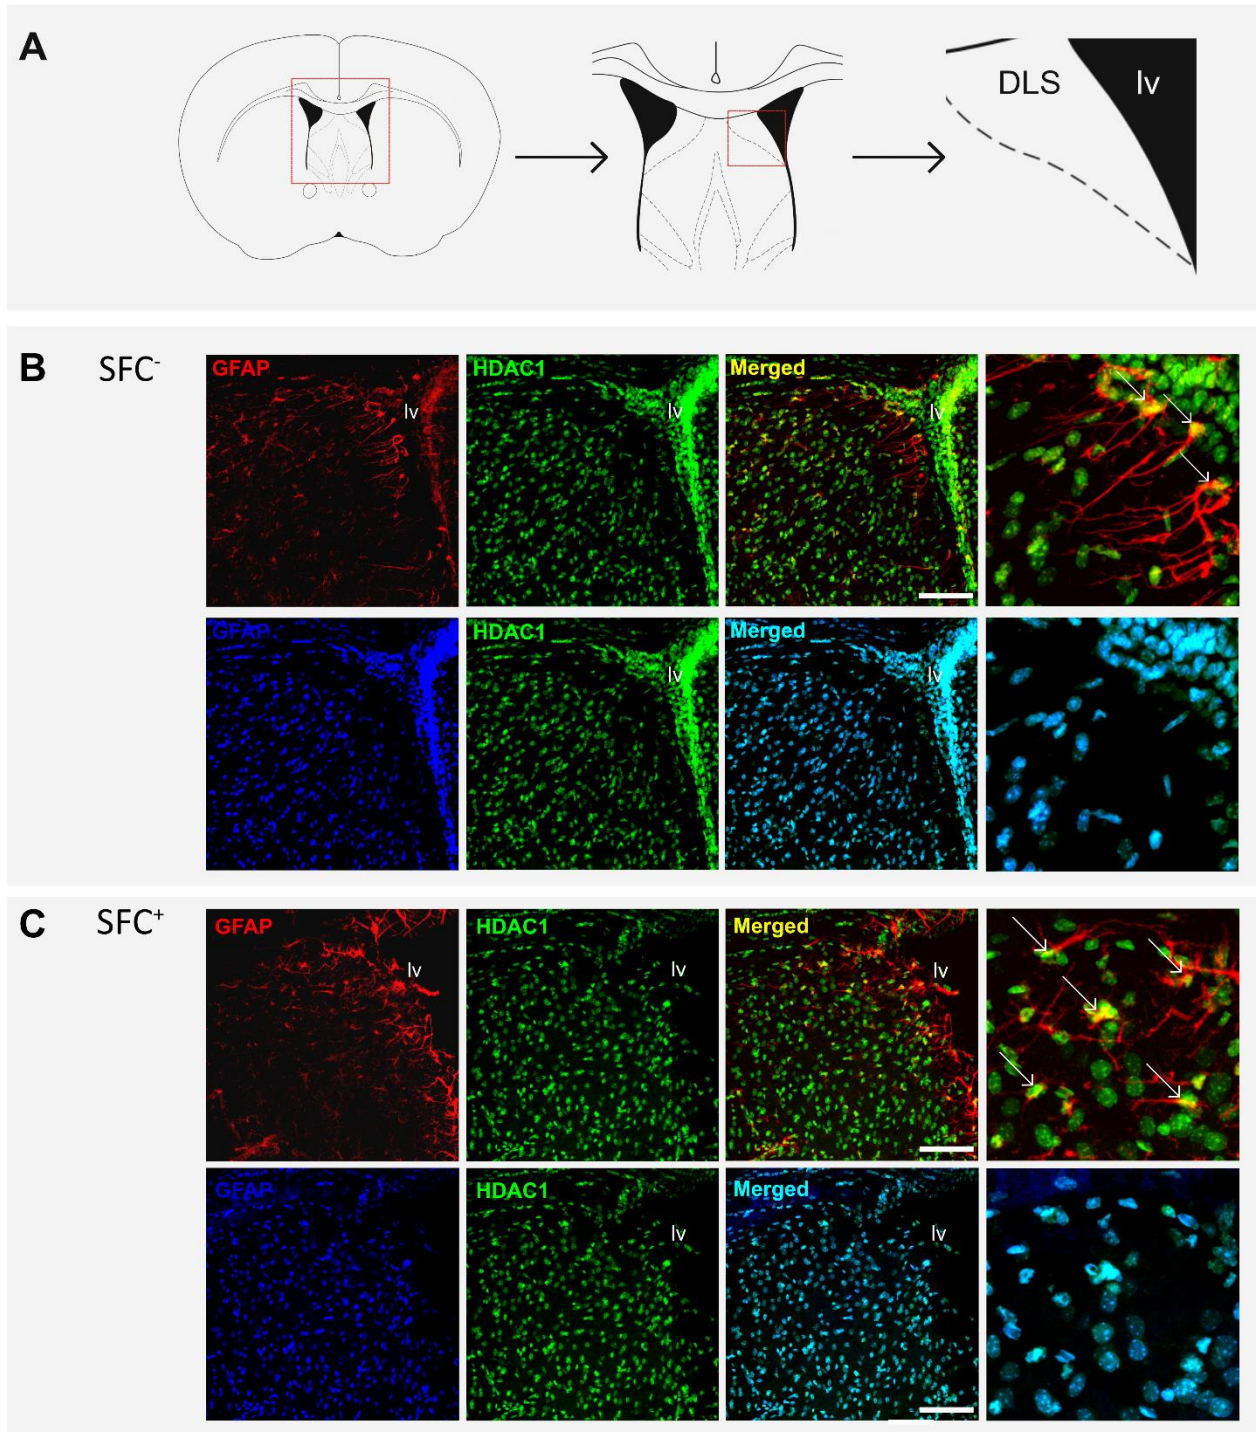 A
DLS
lv
B
SFC-
GFAP
HDAC1
Merged
lv
lv
lv
GFAP
HDAC1
Merged
lv
lv
C
SFC+
GFAP
HDAC1
Merged
lv
lv
lv
GFAP
HDAC1
Merged
lv
lv